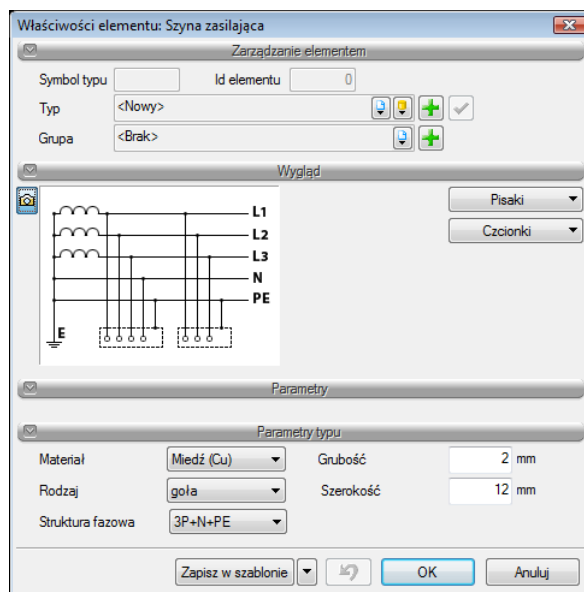 Właściwości elementu: Szyna zasilająca
Zarządzanie elementem
Symbol typu Id elementu 0
Typ <Nowy>
Grupa <Brak>
Wygląd
Pisaki
Czcionki
L1
L2
L3
N
PE
E
Parametry
Parametry typu
Materiał Miedź (Cu) Grubość 2 mm
Rodzaj goła Szerokość 12 mm
Struktura fazowa 3P+N+PE
Zapisz w szablonie OK Anuluj